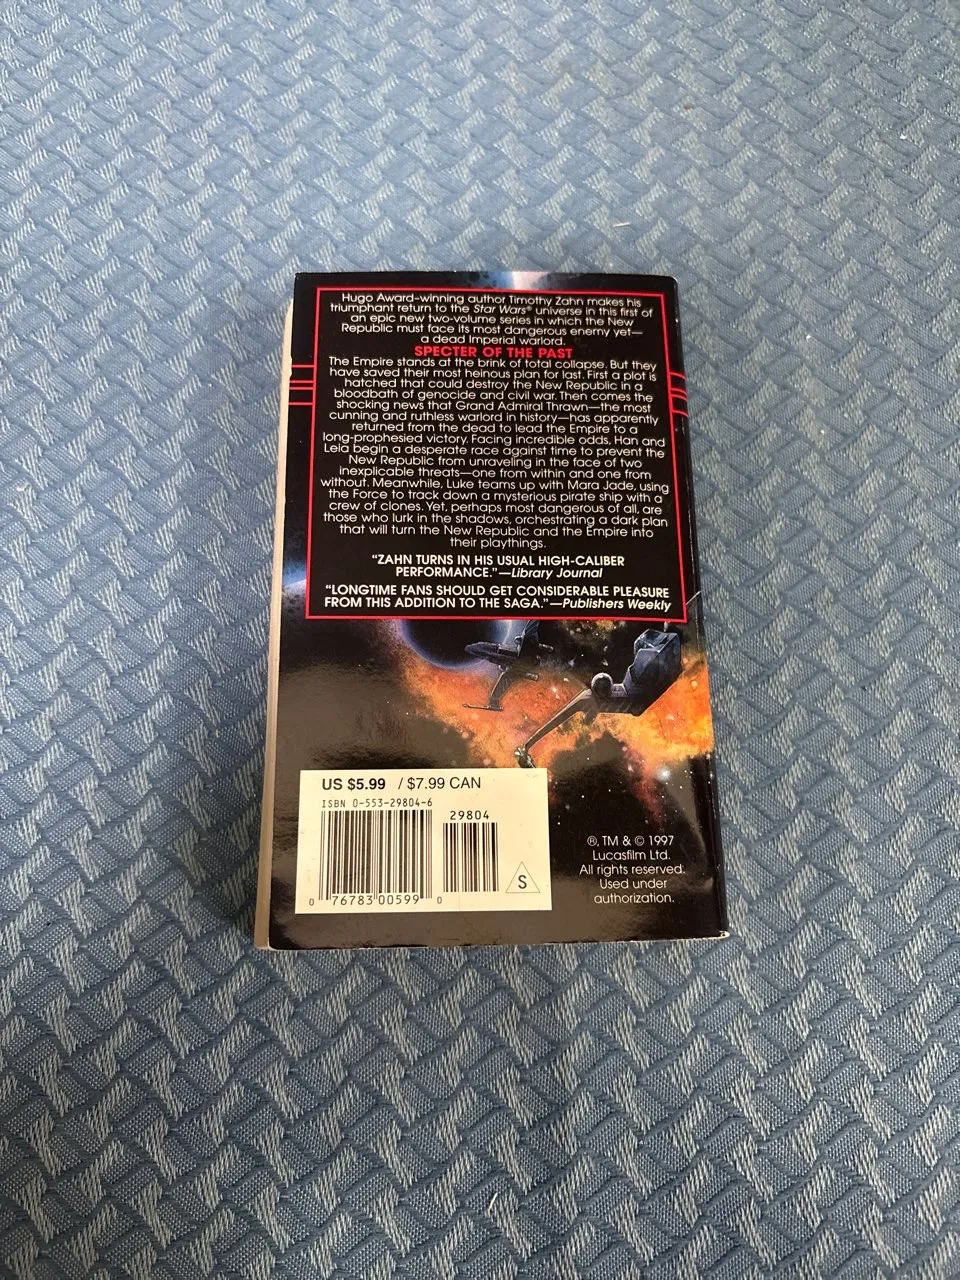 Hugo Award-winning author Timothy Zahn makes his
triumphant return to the Star Wars® universe in this first of
an epic new two-volume series in which the New
Republic must face its most dangerous enemy yet—
a dead Imperial warlord.
SPECTER OF THE PAST
The Empire stands at the brink of total collapse. But they
have saved their most heinous plan for last. First a plot is
hatched that could destroy the New Republic in a
bloodbath of genocide and civil war. Then comes the
shocking news that Grand Admiral Thrawn—the most
cunning and ruthless warlord in history—has apparently
returned from the dead to lead the Empire to a
long-prophesied victory. Facing incredible odds, Han and
Leia begin a desperate race against time to prevent the
New Republic from unraveling in the face of two
inexplicable threats—one from within and one from
without. Meanwhile, Luke teams up with Mara Jade, using
the Force to track down a mysterious pirate ship with a
crew of clones. Yet, perhaps most dangerous of all, are
those who lurk in the shadows, orchestrating a dark plan
that will turn the New Republic and the Empire into
their playthings.
"ZAHN TURNS IN HIS USUAL HIGH-CALIBER
PERFORMANCE."—Library Journal
"LONGTIME FANS SHOULD GET CONSIDERABLE PLEASURE
FROM THIS ADDITION TO THE SAGA."—Publishers Weekly
US $5.99 / $7.99 CAN
ISBN 0-553-29804-6
29804
0 76783 00599 0
S
®, TM & © 1997
Lucasfilm Ltd.
All rights reserved.
Used under
authorization.